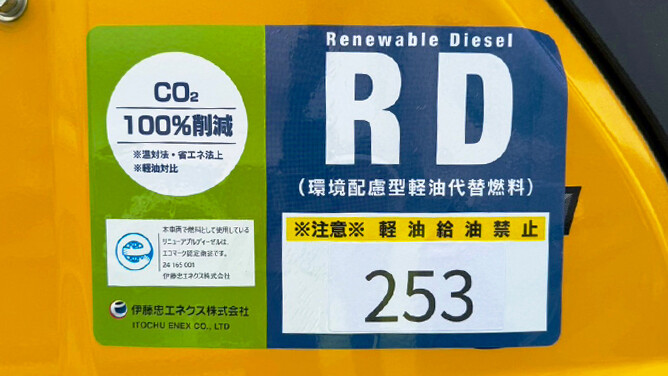 CO₂
100%削減
※温対法・省エネ法上
※軽油対比
本車両で燃料として使用している
リニューアブルディーゼルは、
エコマーク認定商品です。
24 165 001
伊藤忠エネクス株式会社
伊藤忠エネクス株式会社
ITOCHU ENEX CO., LTD
Renewable Diesel
RD
（環境配慮型軽油代替燃料）
※注意※ 軽油給油禁止
253